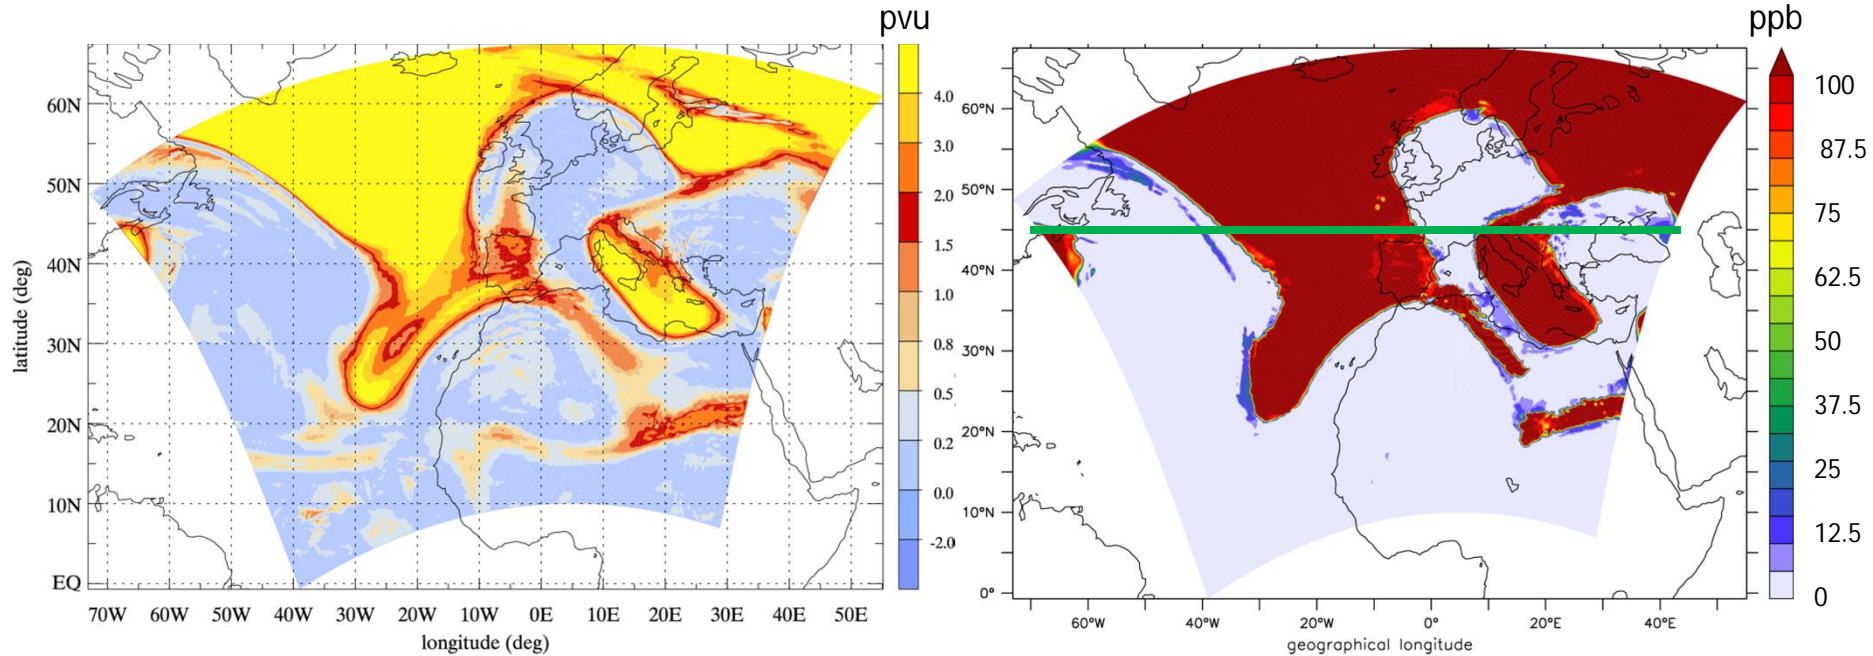 pvu
4.0
3.0
2.0
1.5
1.0
0.8
0.5
0.2
0.0
-2.0
60N
50N
40N
30N
20N
10N
EQ
latitude (deg)
70W 60W 50W 40W 30W 20W 10W 0E 10E 20E 30E 40E 50E
longitude (deg)
ppb
100
87.5
75
62.5
50
37.5
25
12.5
0
60°N
50°N
40°N
30°N
20°N
10°N
0°
60°W 40°W 20°W 0° 20°E 40°E
geographical longitude